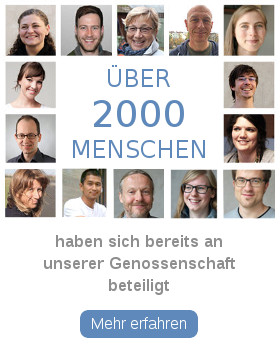 ÜBER
2000
MENSCHEN
haben sich bereits an
unserer Genossenschaft
beteiligt
Mehr erfahren